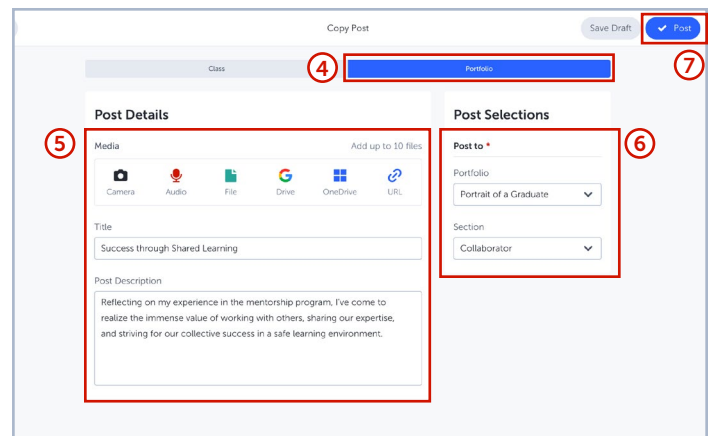 Copy Post
Save Draft
Post
7
Class
4
Portfolio
Post Details
5
Media
Add up to 10 files
Camera
Audio
File
Drive
OneDrive
URL
Title
Success through Shared Learning
Post Description
Reflecting on my experience in the mentorship program, I've come to
realize the immense value of working with others, sharing our expertise,
and striving for our collective success in a safe learning environment.
Post Selections
6
Post to *
Portfolio
Portrait of a Graduate
Section
Collaborator